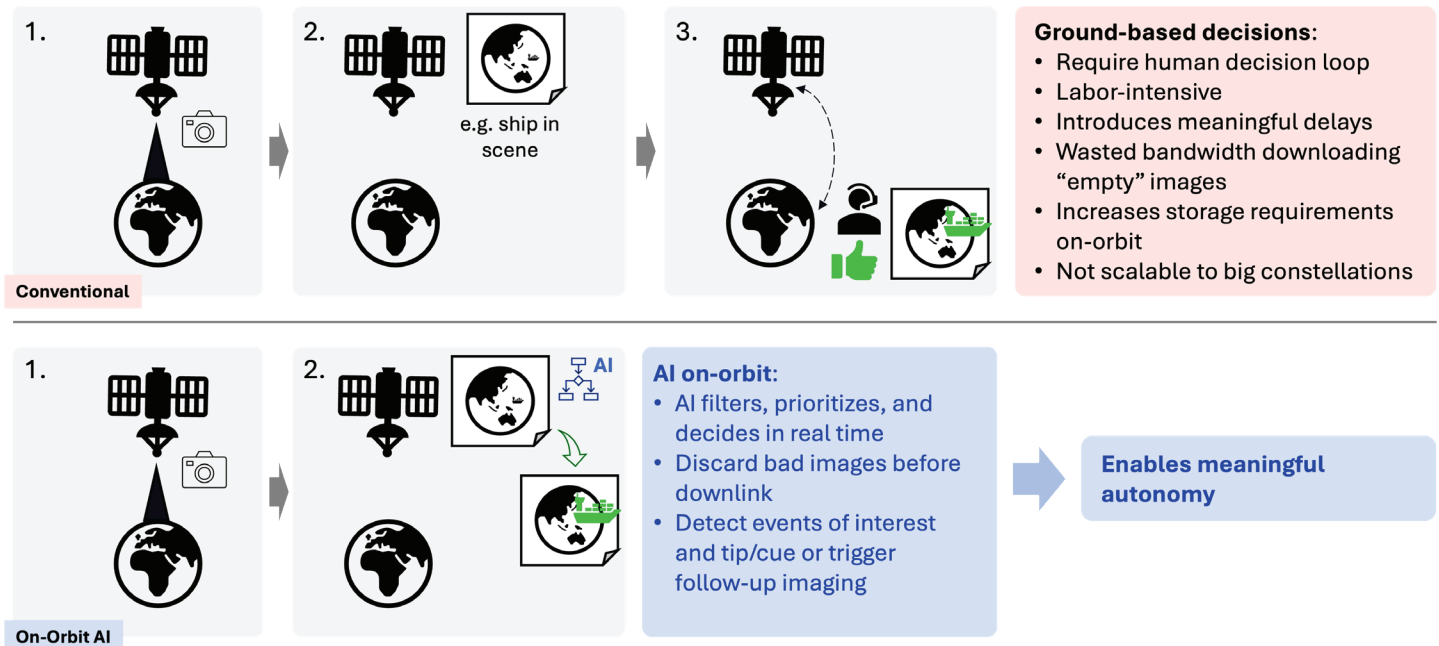 1.
2.
e.g. ship in
scene
3.
Conventional
Ground-based decisions:
• Require human decision loop
• Labor-intensive
• Introduces meaningful delays
• Wasted bandwidth downloading
“empty” images
• Increases storage requirements
on-orbit
• Not scalable to big constellations
1.
2.
AI
On-Orbit AI
AI on-orbit:
• AI filters, prioritizes, and
decides in real time
• Discard bad images before
downlink
• Detect events of interest
and tip/cue or trigger
follow-up imaging
Enables meaningful
autonomy